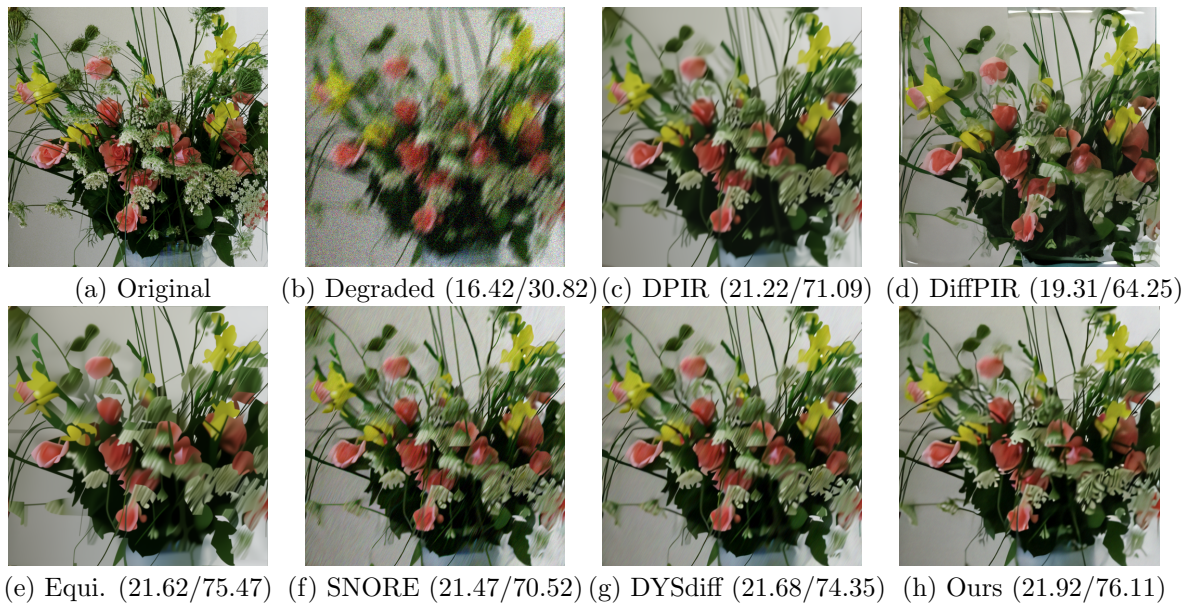 (a) Original
(b) Degraded (16.42/30.82)
(c) DPIR (21.22/71.09)
(d) DiffPIR (19.31/64.25)
(e) Equi. (21.62/75.47)
(f) SNORE (21.47/70.52)
(g) DYSdiff (21.68/74.35)
(h) Ours (21.92/76.11)